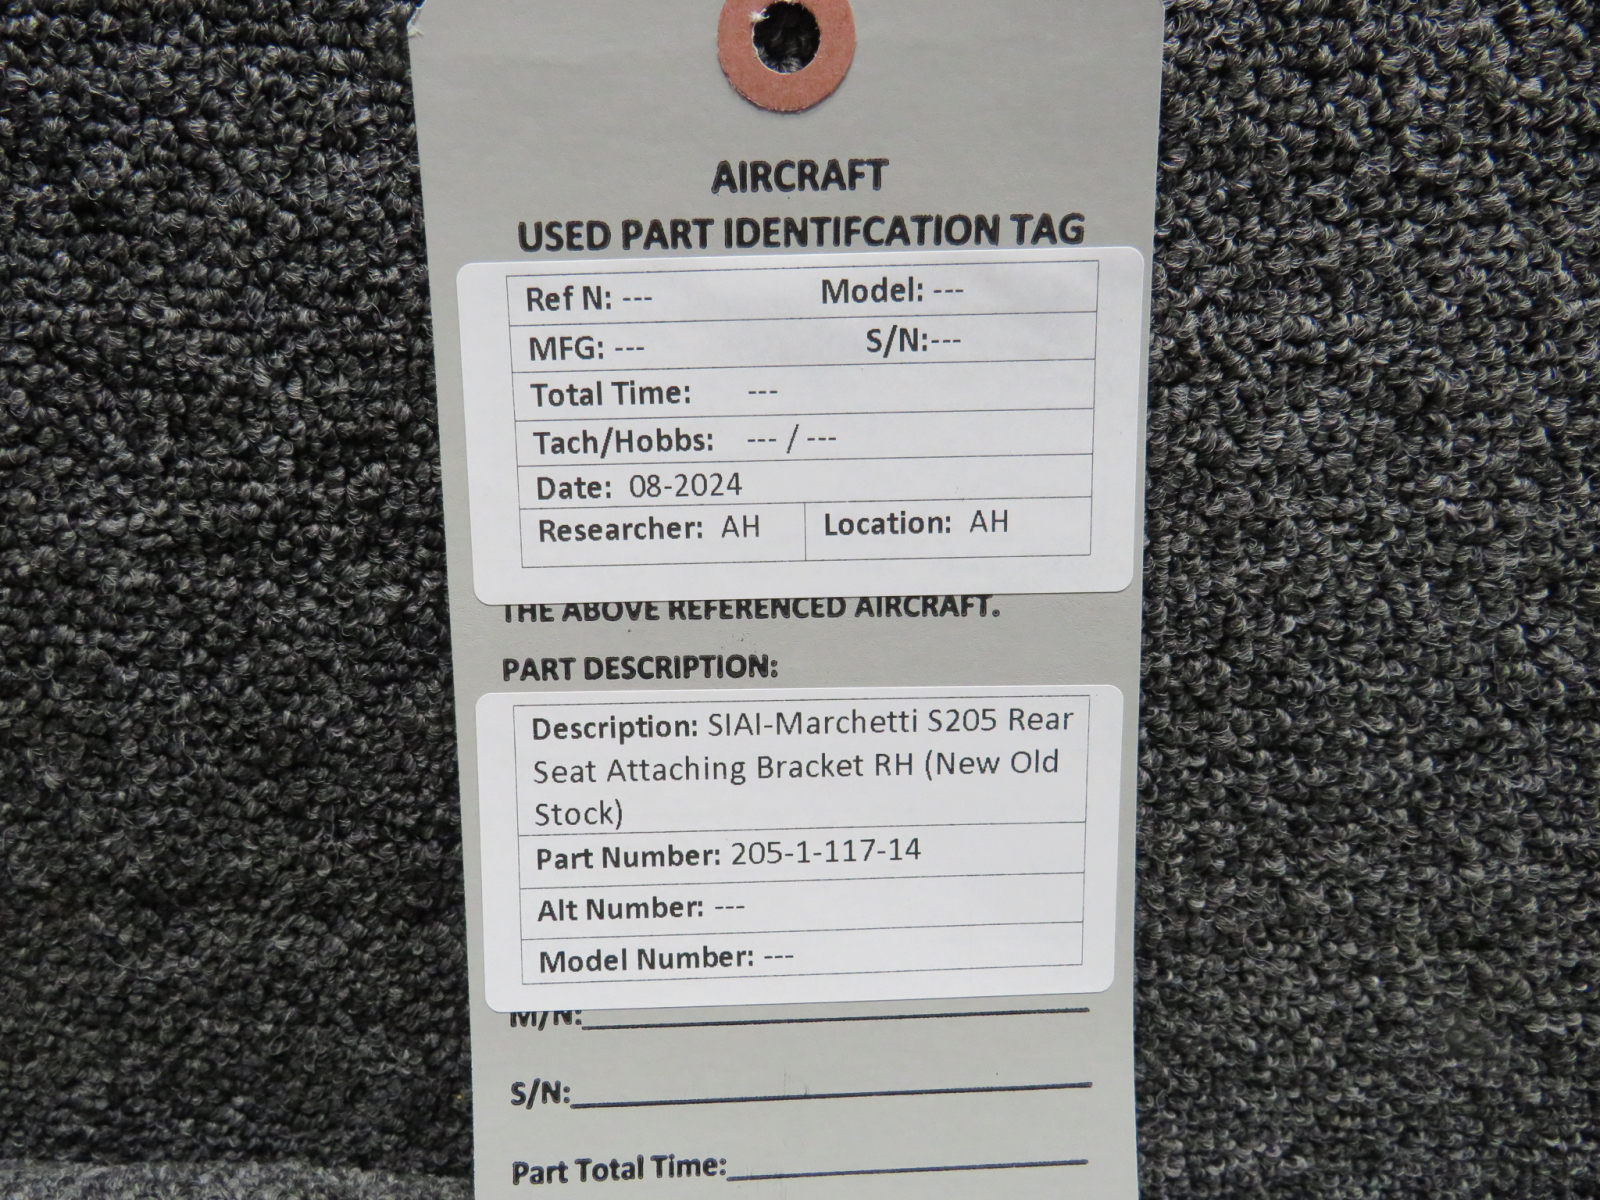 AIRCRAFT
USED PART IDENTIFCATION TAG
Ref N: --- Model: ---
MFG: --- S/N:---
Total Time: ---
Tach/Hobbs: --- / ---
Date: 08-2024
Researcher: AH Location: AH
THE ABOVE REFERENCED AIRCRAFT.
PART DESCRIPTION:
Description: SIAI-Marchetti S205 Rear
Seat Attaching Bracket RH (New Old
Stock)
Part Number: 205-1-117-14
Alt Number: ---
Model Number: ---
M/N:
S/N:
Part Total Time: